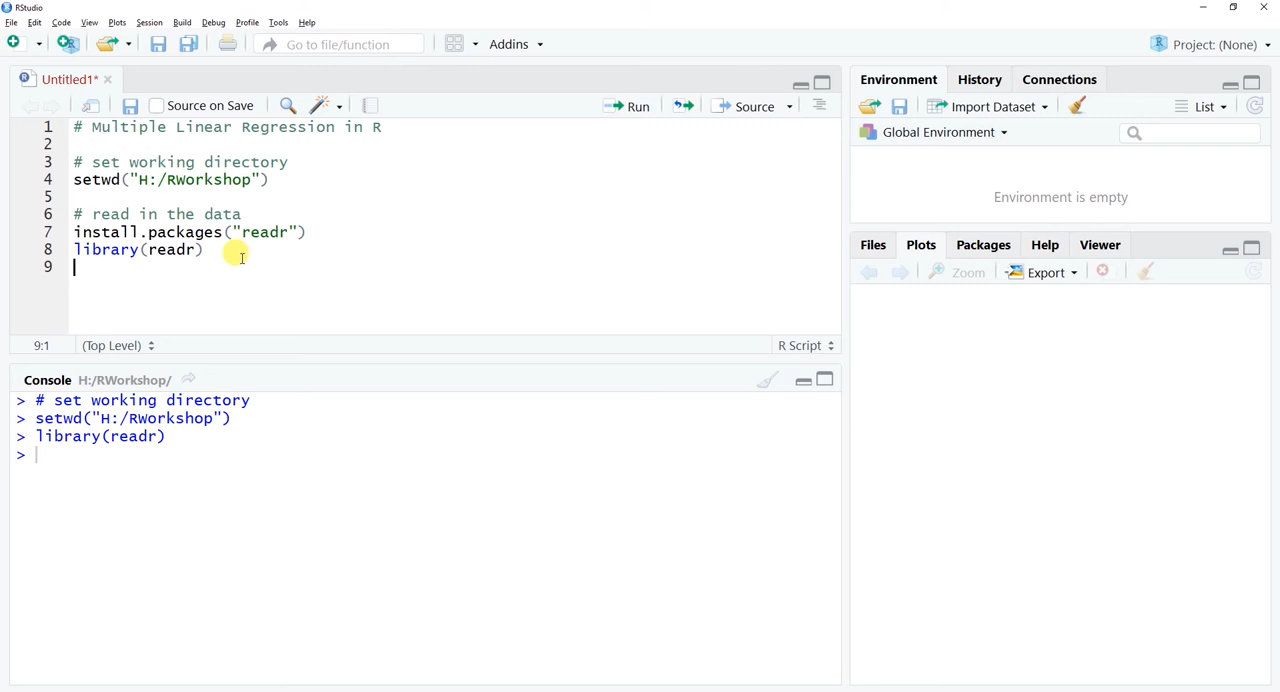 RStudio
File Edit Code View Plots Session Build Debug Profile Tools Help
Go to file/function Addins Project: (None)
Untitled1*
Source on Save Run Source
1 # Multiple Linear Regression in R
2
3 # set working directory
4 setwd("H:/RWorkshop")
5
6 # read in the data
7 install.packages("readr")
8 library(readr)
9
9:1 (Top Level) R Script
Console H:/RWorkshop/
> # set working directory
> setwd("H:/RWorkshop")
> library(readr)
>
Environment History Connections
Import Dataset List
Global Environment
Environment is empty
Files Plots Packages Help Viewer
Zoom Export